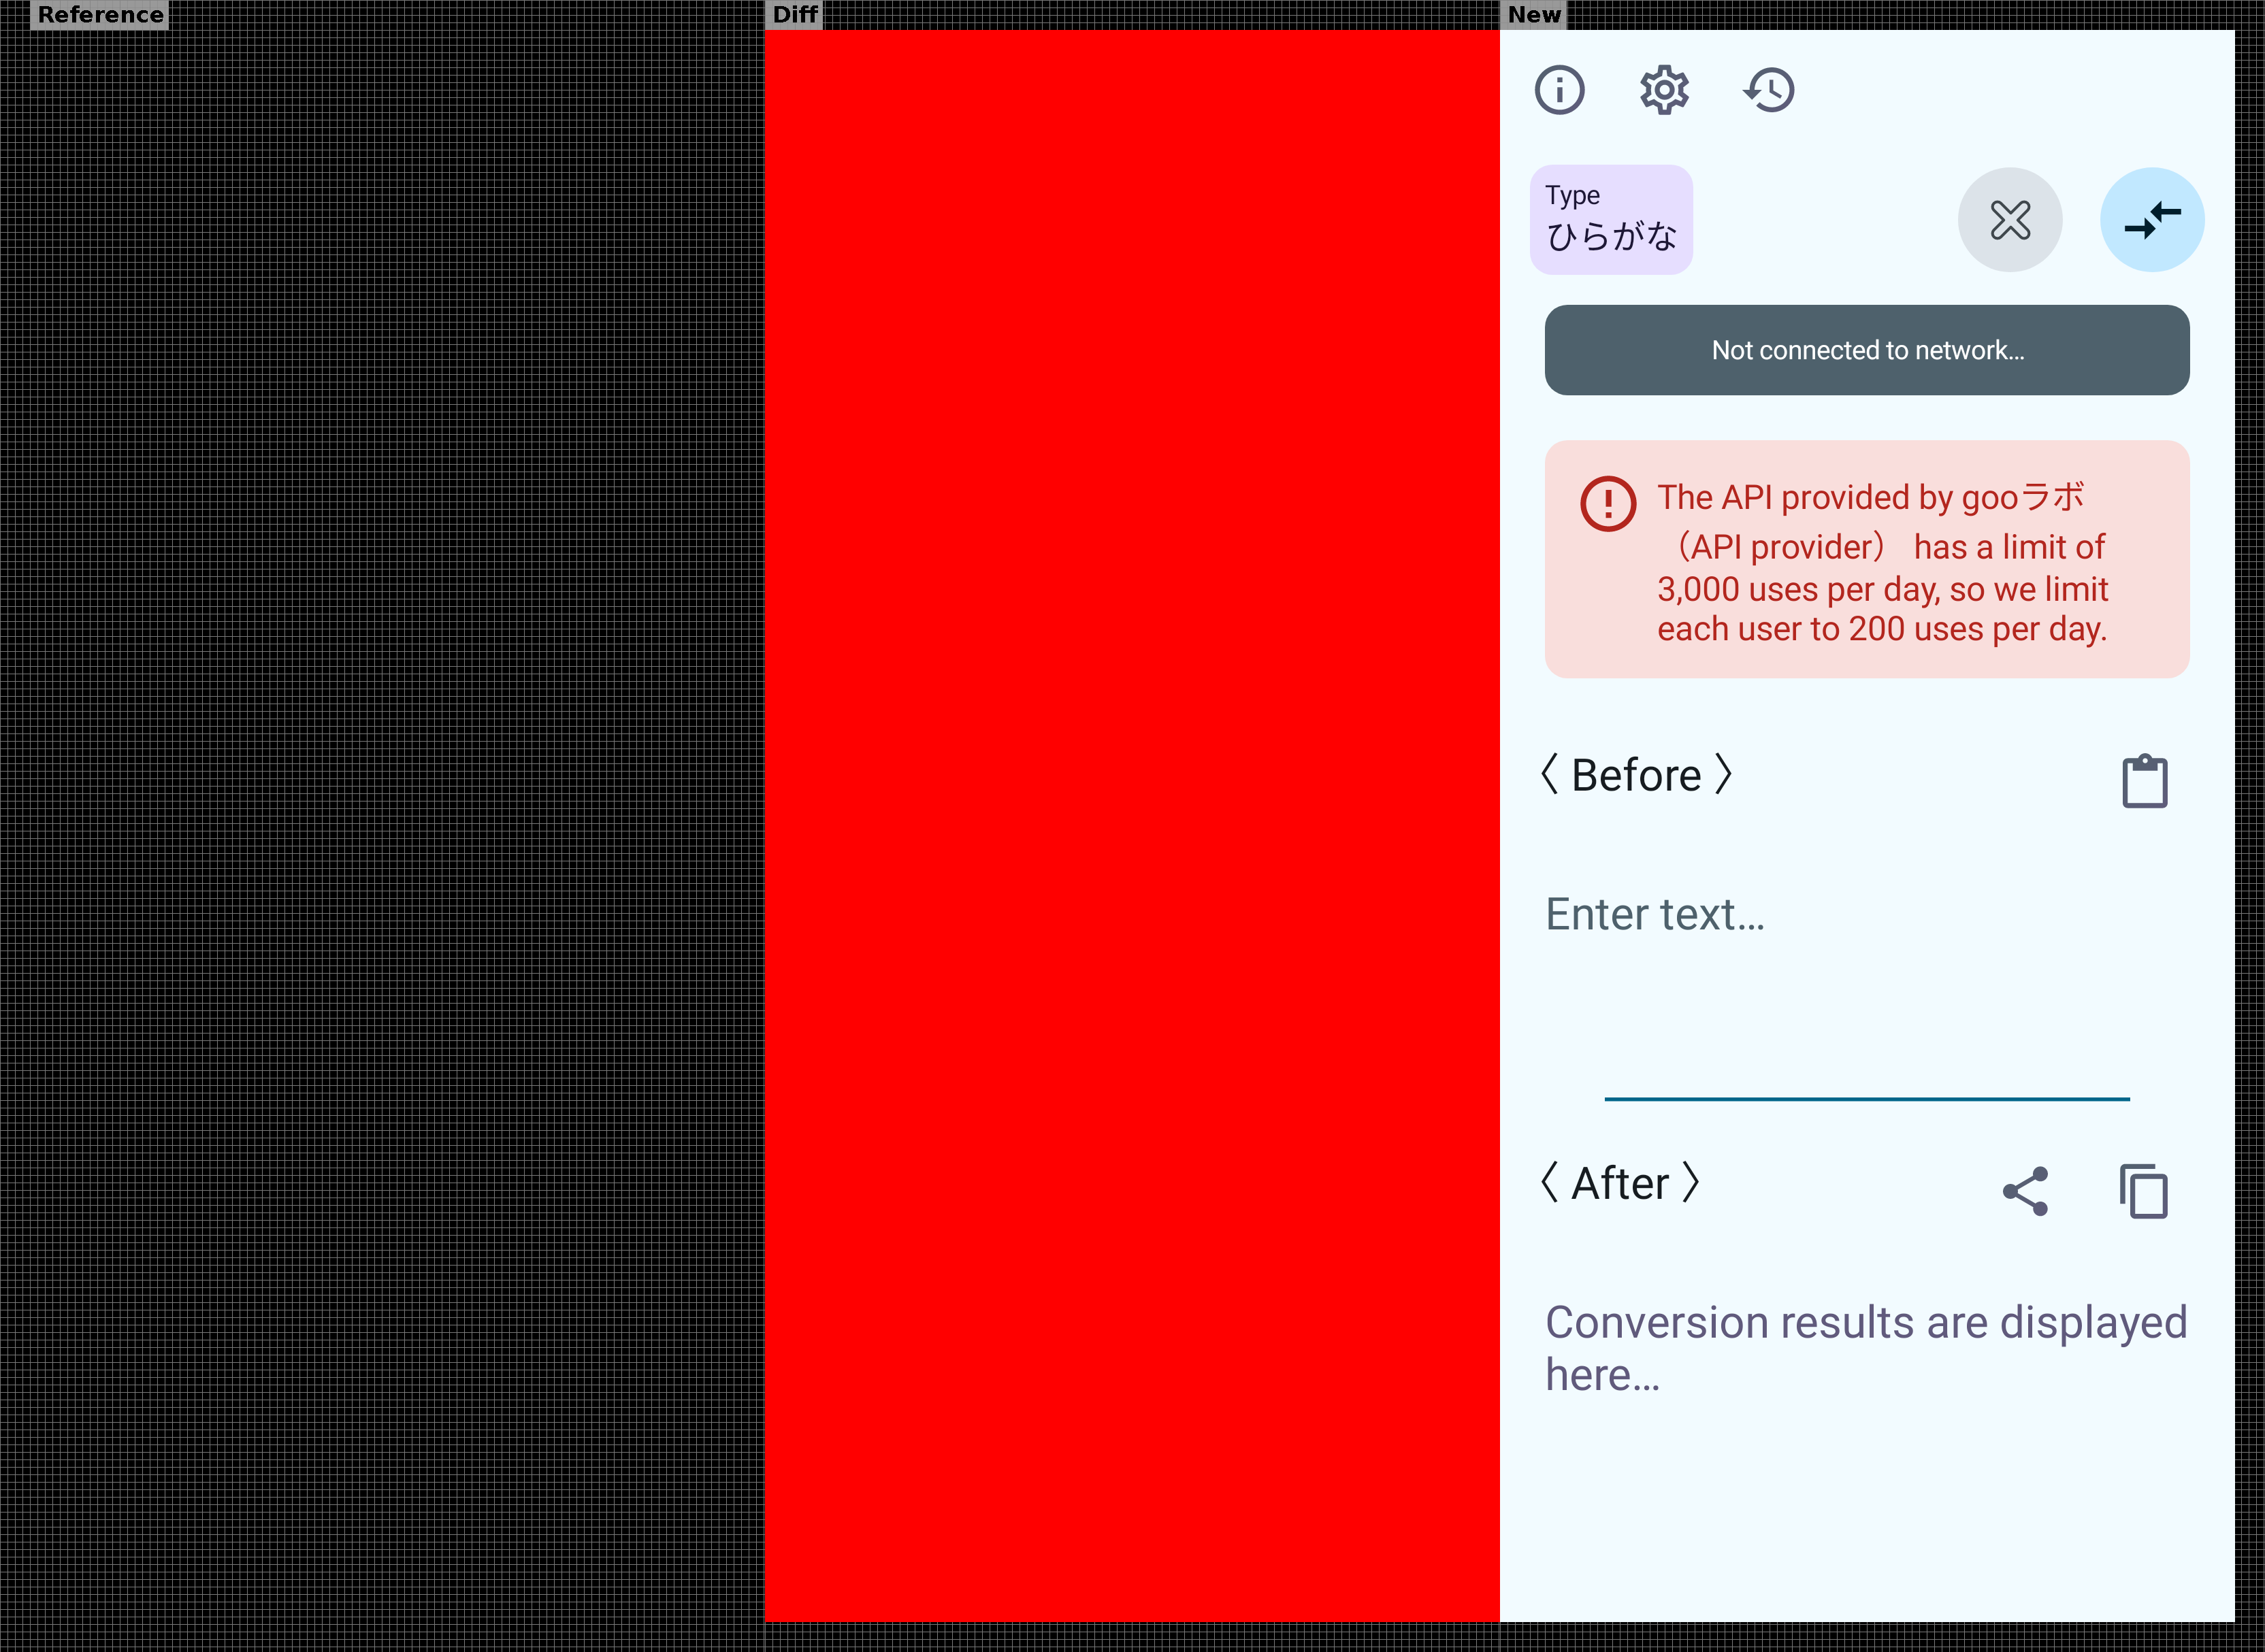 Reference
Diff
New
Type
ひらがな
Not connected to network…
The API provided by gooラボ
（API provider） has a limit of
3,000 uses per day, so we limit
each user to 200 uses per day.
〈 Before 〉
Enter text…
〈 After 〉
Conversion results are displayed
here…